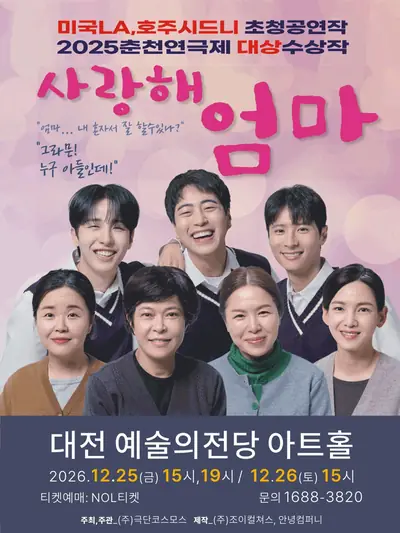 미국LA,호주시드니 초청공연작
2025춘천연극제 대상수상작
사랑해
엄마
"엄마... 내 혼자서 잘 할수있나?"
"그라믄!
누구 아들인데!"
대전 예술의전당 아트홀
2026.12.25(금) 15시,19시 / 12.26(토) 15시
티켓예매: NOL티켓 문의 1688-3820
주최,주관_(주)극단코스모스 제작_(주)조이컬쳐스, 안녕컴퍼니